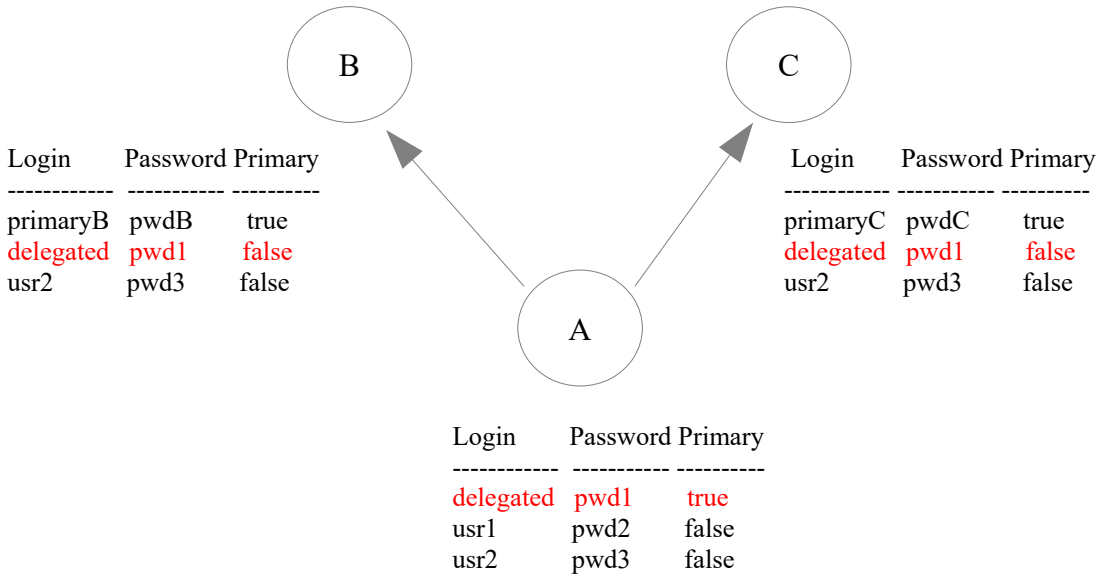 B
C
Login Password Primary
------------ ----------- ----------
primaryB pwdB true
delegated pwd1 false
usr2 pwd3 false
Login Password Primary
------------ ----------- ----------
primaryC pwdC true
delegated pwd1 false
usr2 pwd3 false
A
Login Password Primary
------------ ----------- ----------
delegated pwd1 true
usr1 pwd2 false
usr2 pwd3 false